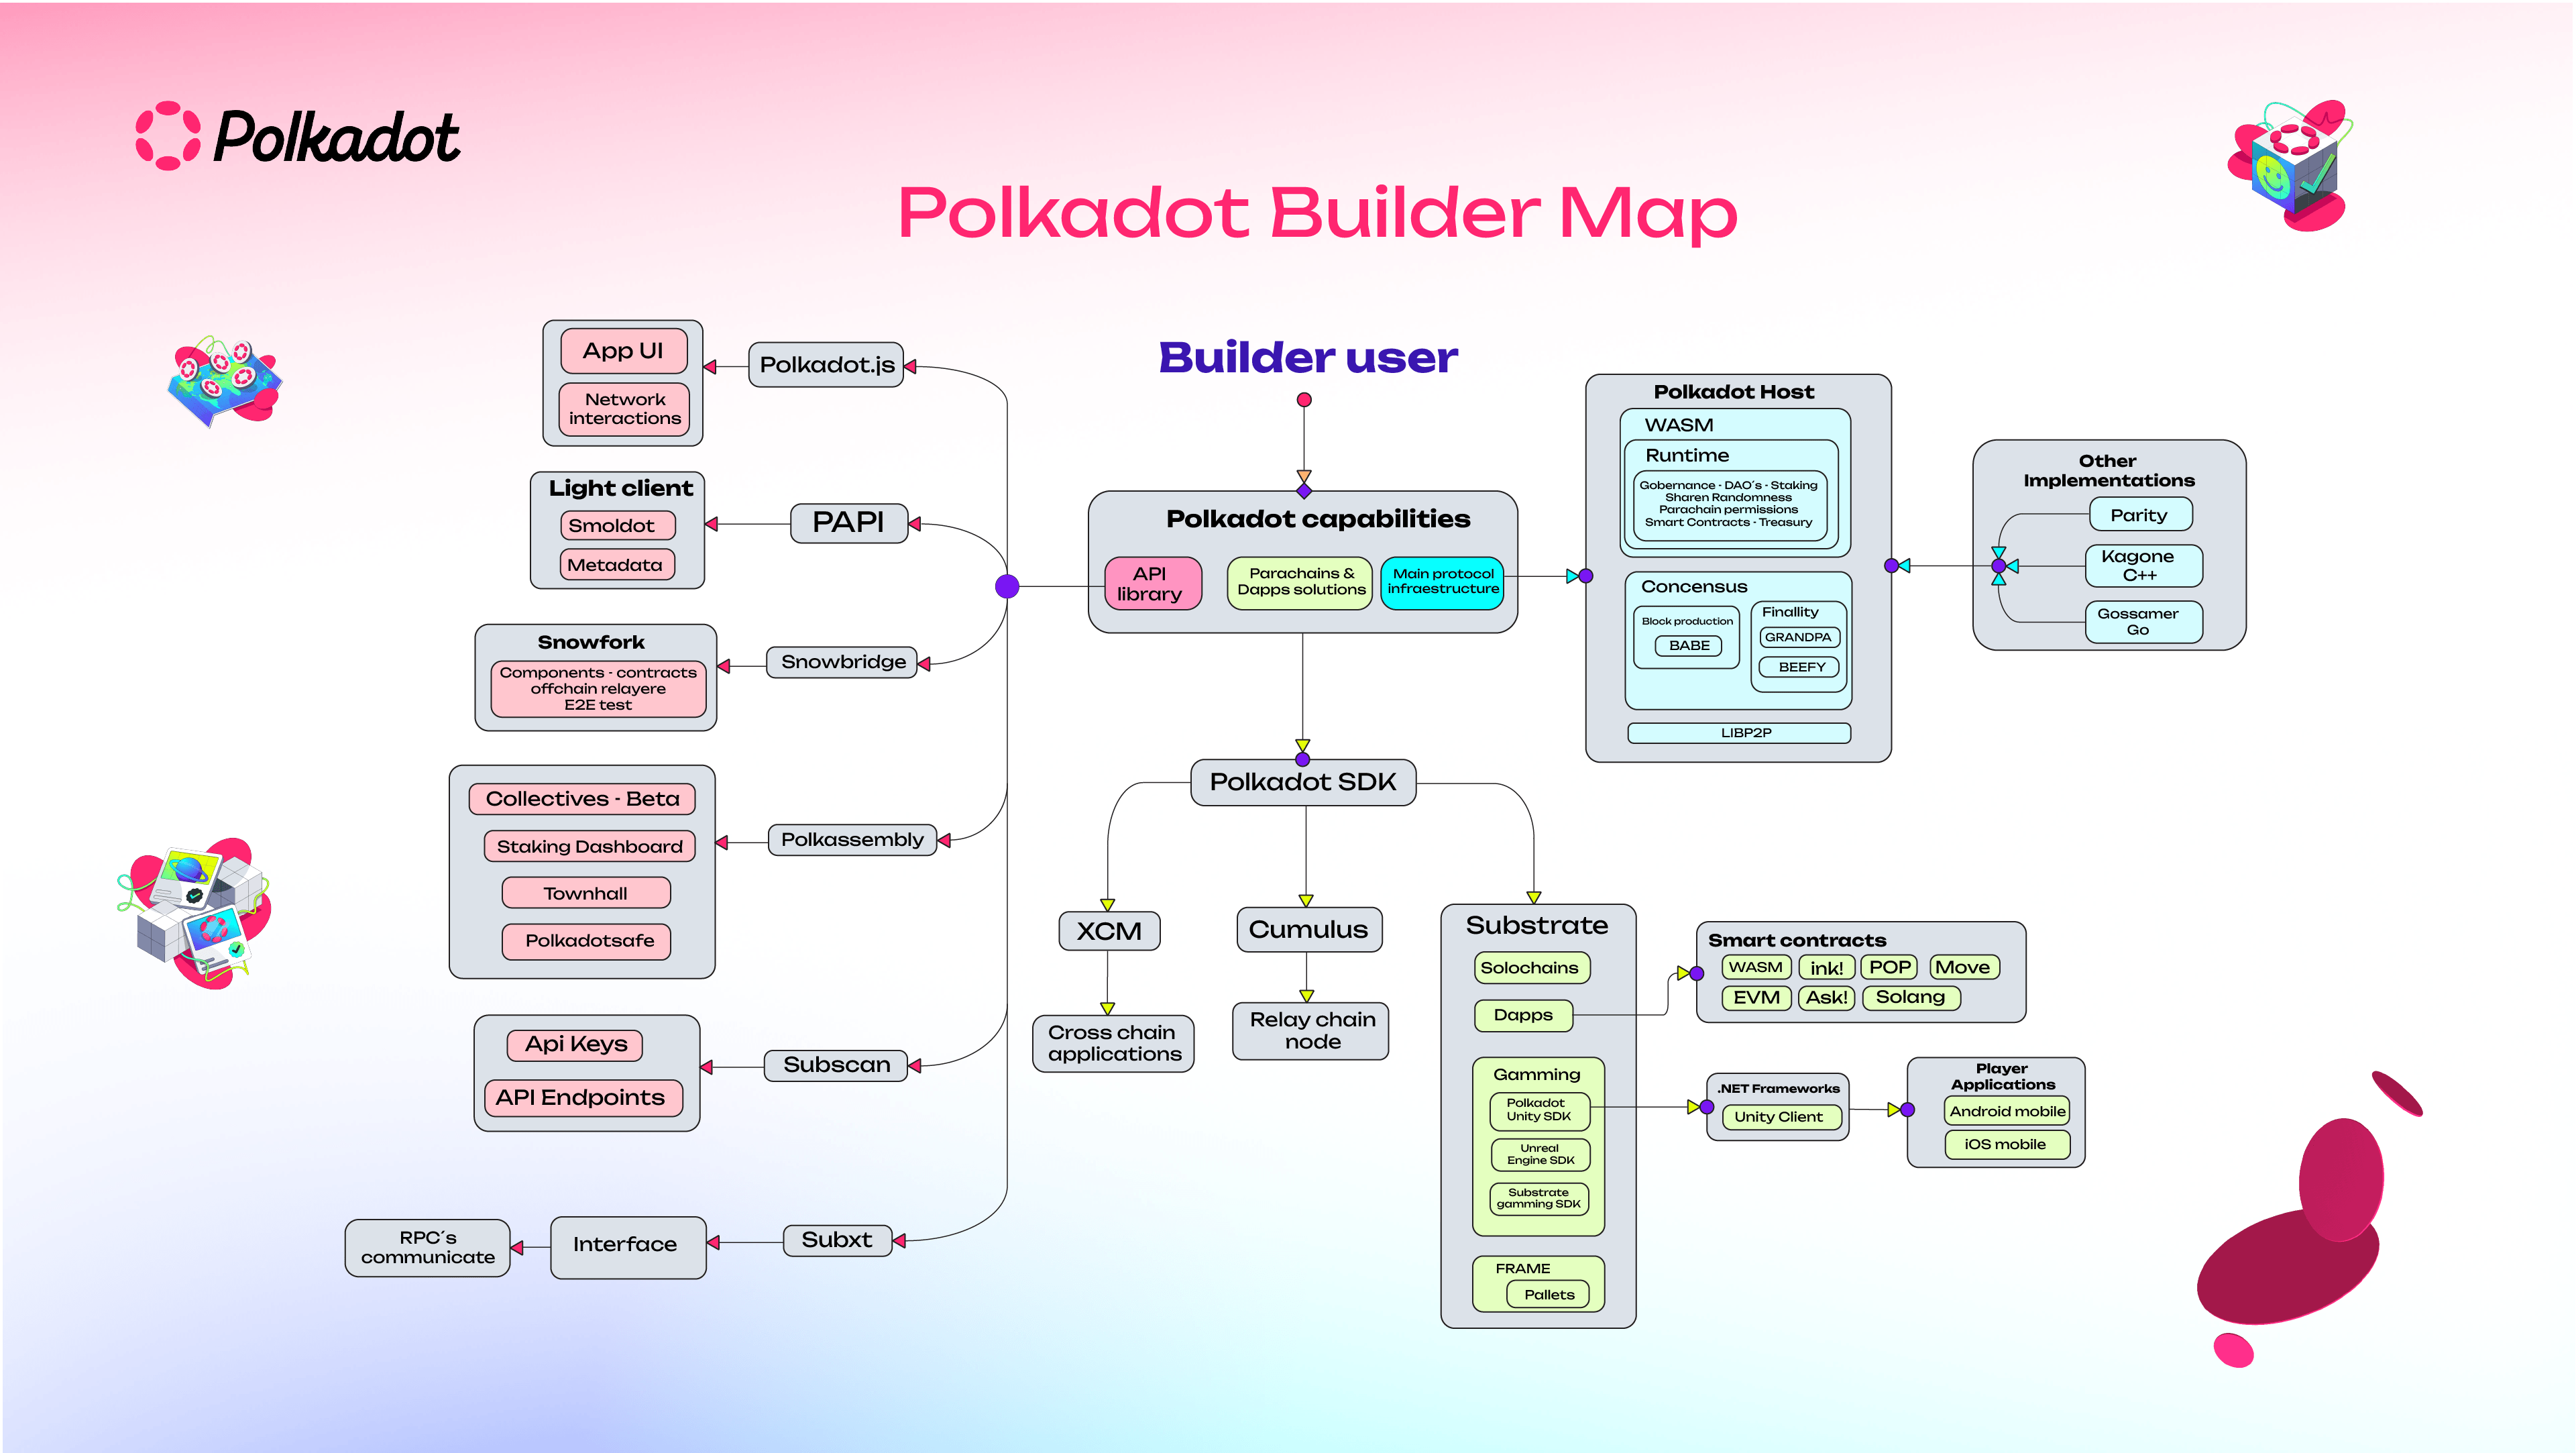 Polkadot
Polkadot Builder Map
Builder user
Polkadot capabilities
API
library
Parachains &
Dapps solutions
Main protocol
infraestructure
Polkadot.js
App UI
Network
interactions
PAPI
Light client
Smoldot
Metadata
Snowbridge
Snowfork
Components - contracts
offchain relayere
E2E test
Polkassembly
Collectives - Beta
Staking Dashboard
Townhall
Polkadotsafe
Subscan
Api Keys
API Endpoints
Subxt
Interface
RPC´s
communicate
Polkadot Host
WASM
Runtime
Gobernance - DAO´s - Staking
Sharen Randomness
Parachain permissions
Smart Contracts - Treasury
Concensus
Block production
BABE
Finallity
GRANDPA
BEEFY
LIBP2P
Other
Implementations
Parity
Kagone
C++
Gossamer
Go
Polkadot SDK
XCM
Cross chain
applications
Cumulus
Relay chain
node
Substrate
Solochains
Dapps
Gamming
Polkadot
Unity SDK
Unreal
Engine SDK
Substrate
gamming SDK
FRAME
Pallets
Smart contracts
WASM
ink!
POP
Move
EVM
Ask!
Solang
.NET Frameworks
Unity Client
Player
Applications
Android mobile
iOS mobile